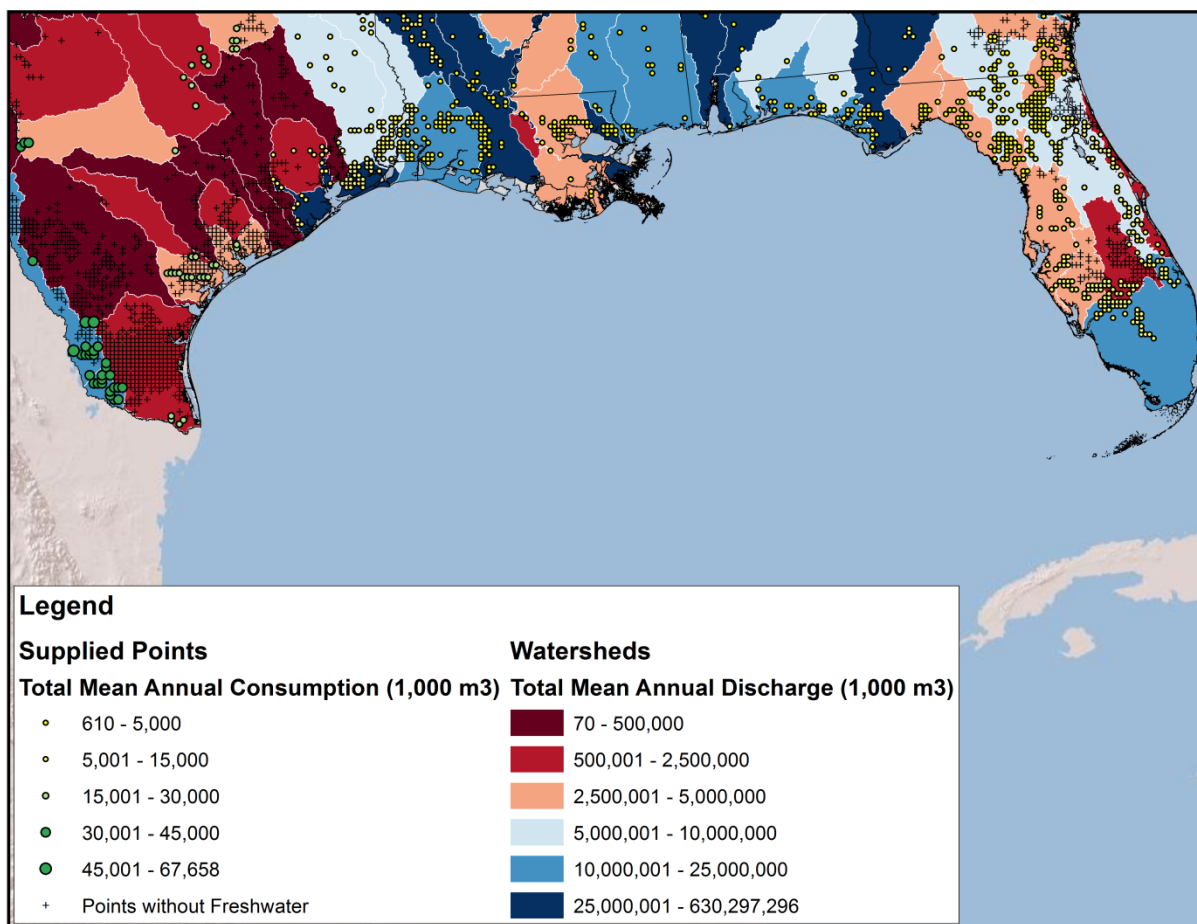 Legend
Supplied Points
Total Mean Annual Consumption (1,000 m3)
610 - 5,000
5,001 - 15,000
15,001 - 30,000
30,001 - 45,000
45,001 - 67,658
Points without Freshwater
Watersheds
Total Mean Annual Discharge (1,000 m3)
70 - 500,000
500,001 - 2,500,000
2,500,001 - 5,000,000
5,000,001 - 10,000,000
10,000,001 - 25,000,000
25,000,001 - 630,297,296